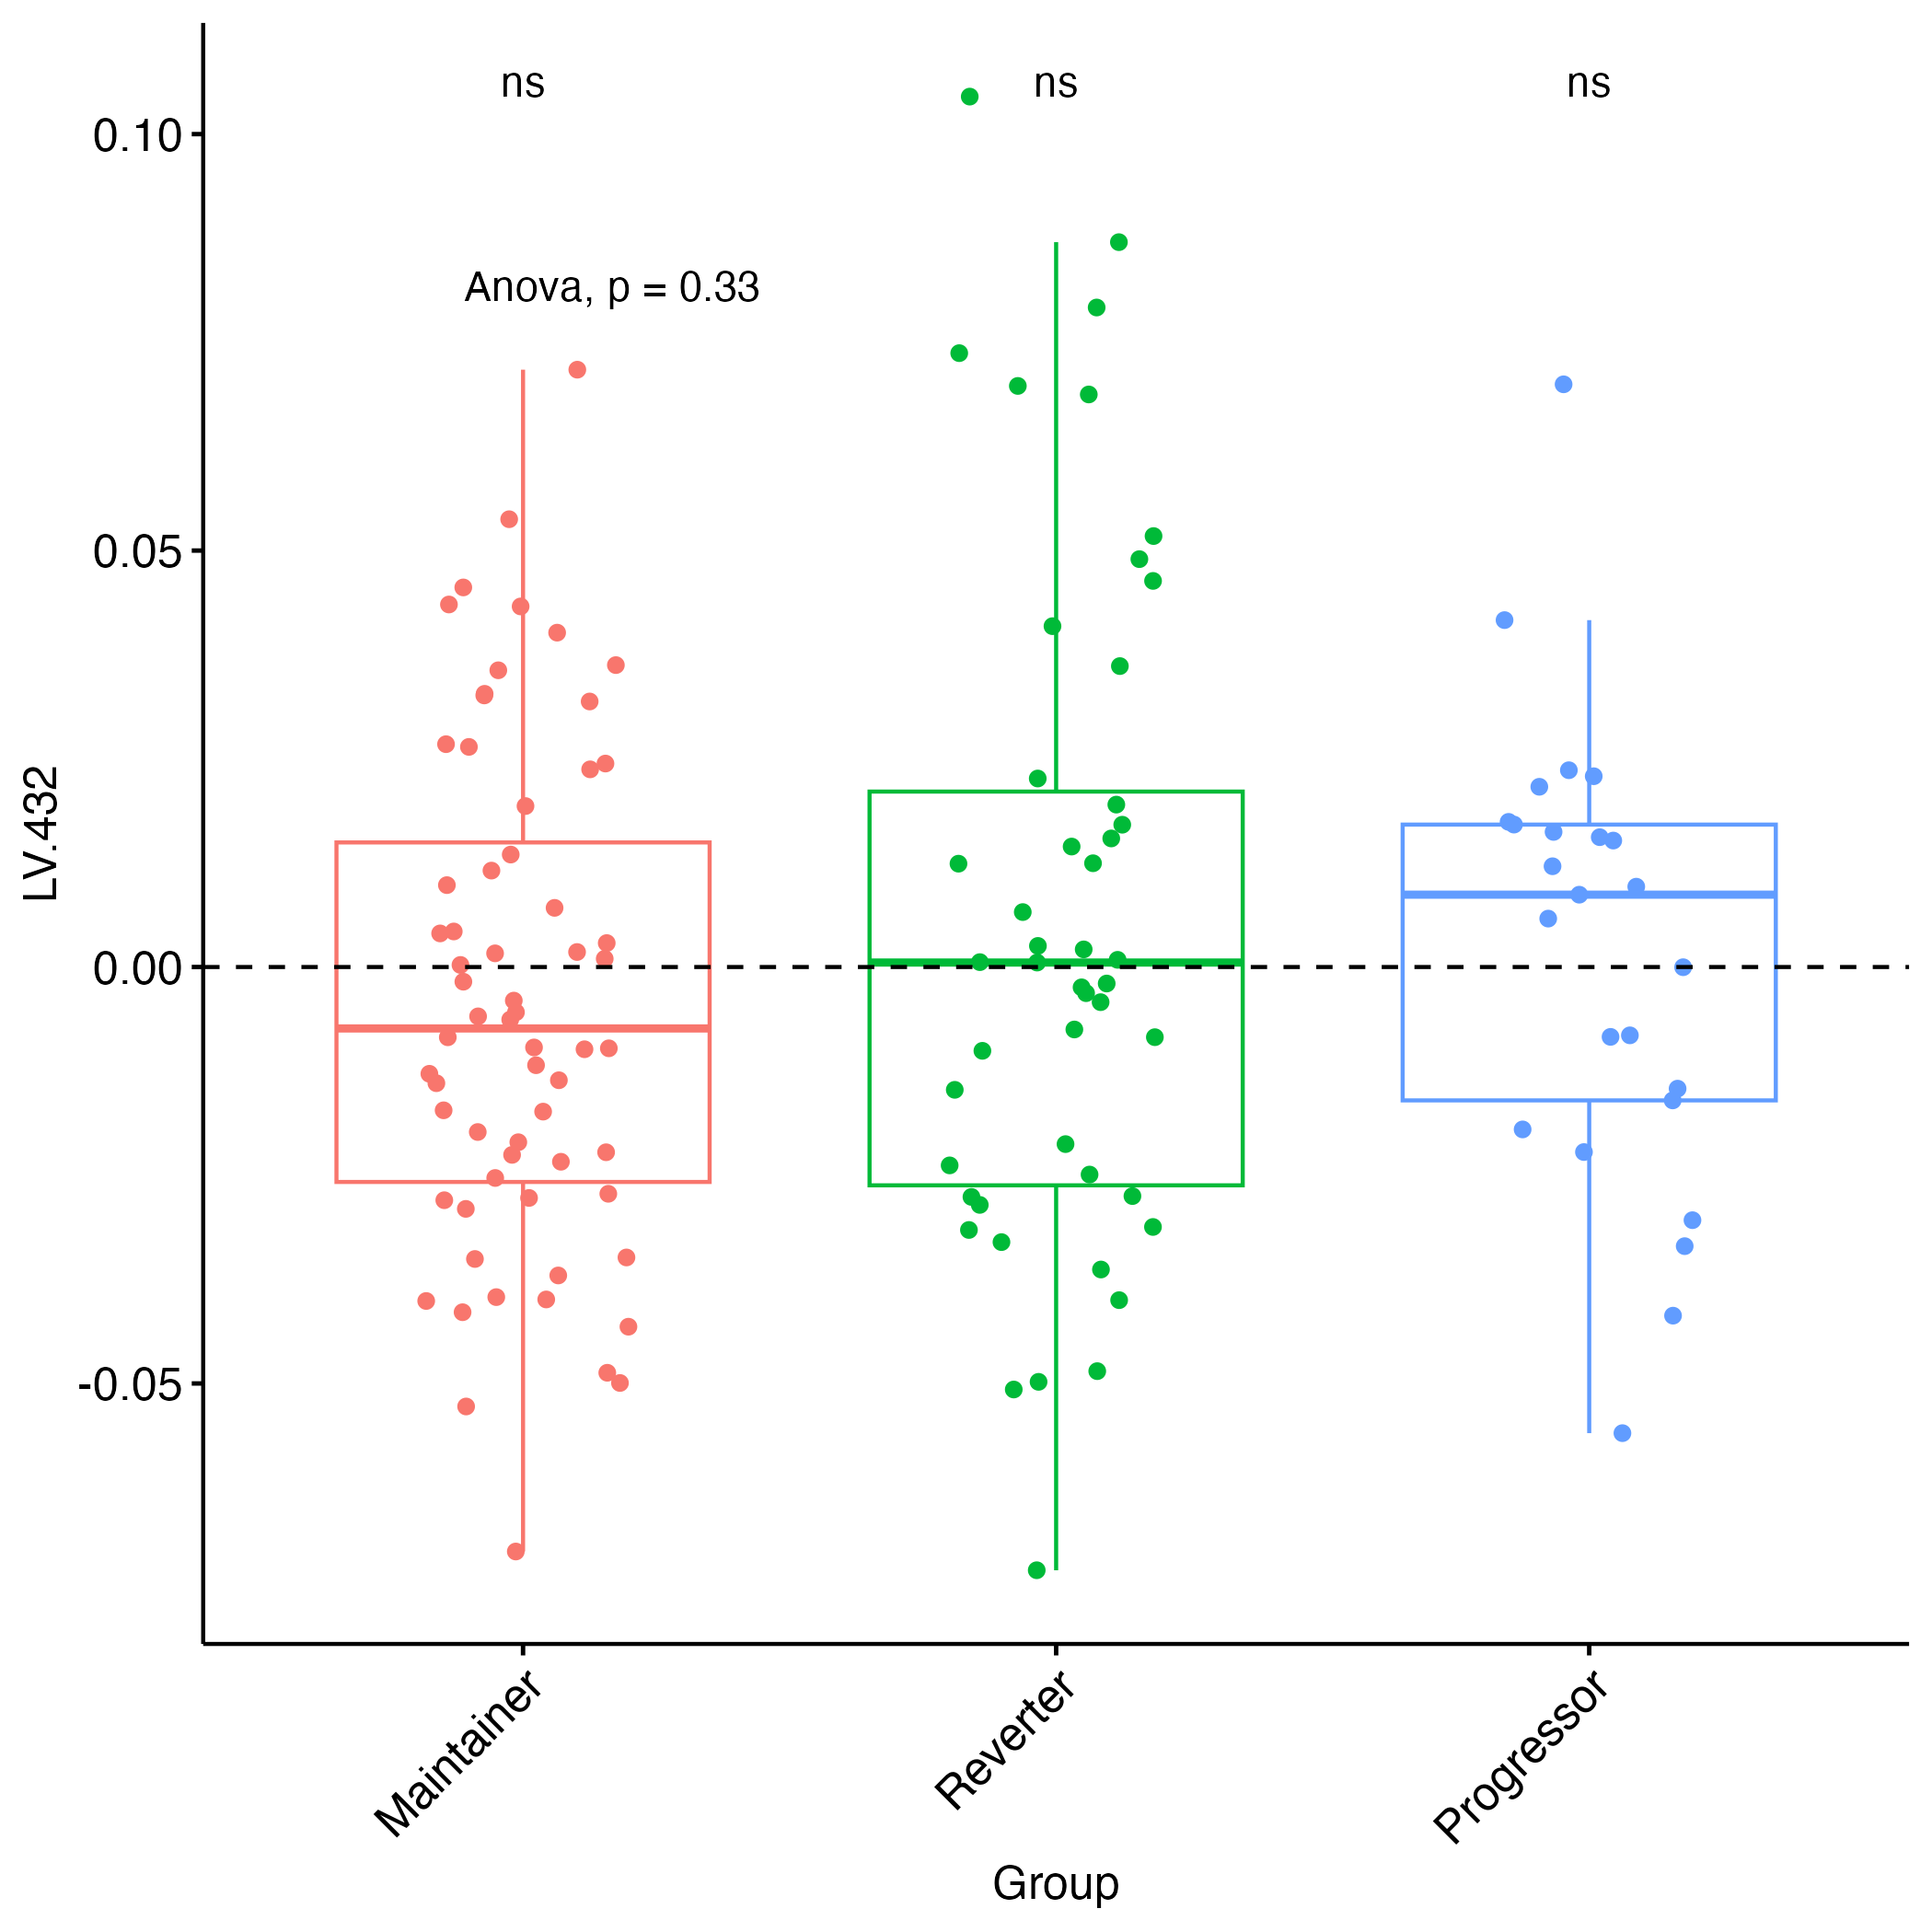 ns ns ns
0.10
Anova, p = 0.33
0.05
LV.432
0.00
-0.05
Maintainer Reverter Progressor
Group